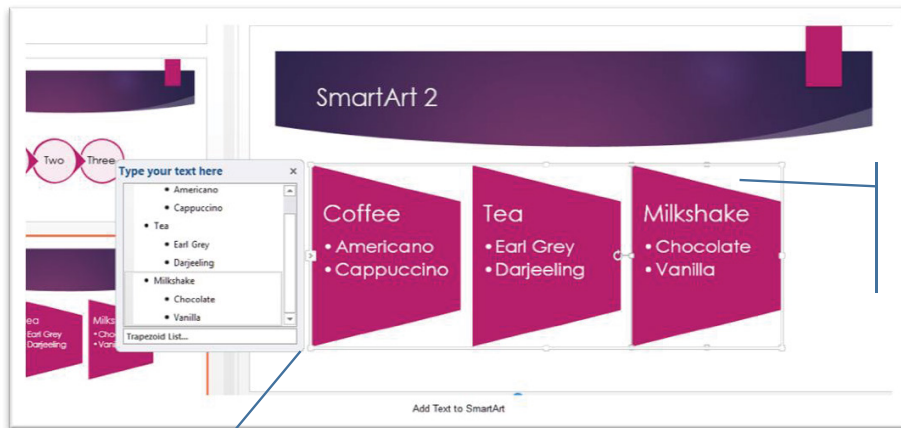 SmartArt 2
Two
Three
Type your text here
×
• Americano
• Cappuccino
• Tea
• Earl Grey
• Darjeeling
• Milkshake
• Chocolate
• Vanilla
Trapezoid List...
Coffee
• Americano
• Cappuccino
Tea
• Earl Grey
• Darjeeling
Milkshake
• Chocolate
• Vanilla
Earl Grey
Darjeeling
Add Text to SmartArt